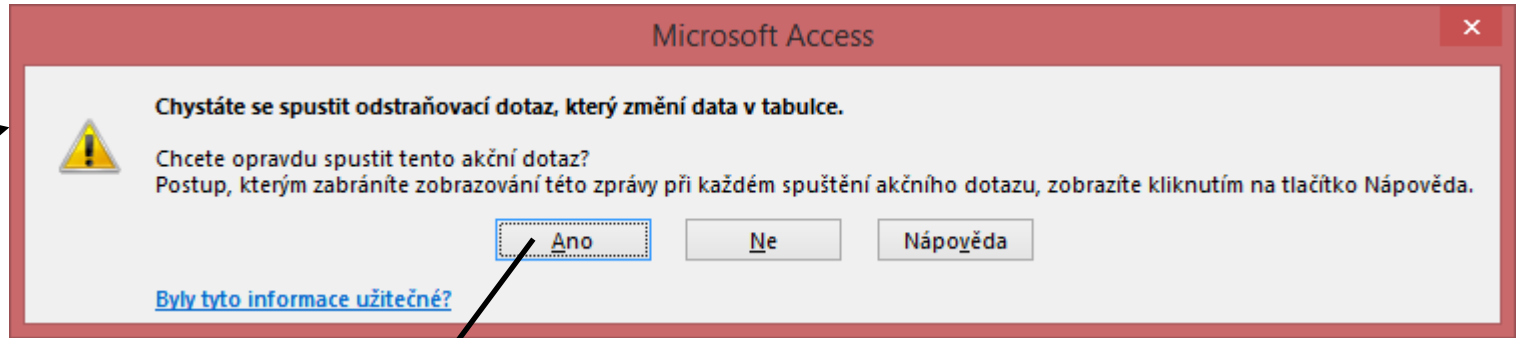 Microsoft Access
Chystáte se spustit odstraňovací dotaz, který změní data v tabulce.
Chcete opravdu spustit tento akční dotaz?
Postup, kterým zabráníte zobrazování této zprávy při každém spuštění akčního dotazu, zobrazíte kliknutím na tlačítko Nápověda.
Ano Ne Nápověda
Byly tyto informace užitečné?